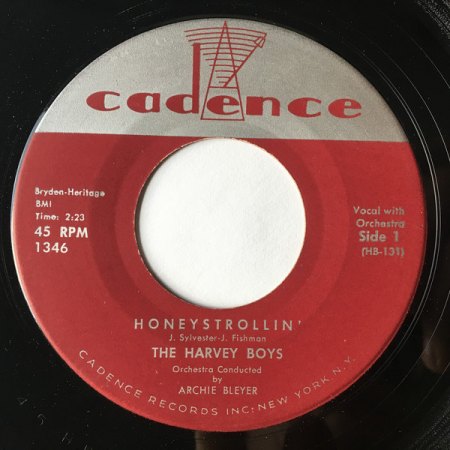 cadence
Bryden-Heritage
BMI
Time: 2:23
45 RPM
1346
Vocal with
Orchestra
Side 1
(HB-131)
HONEYSTROLLIN'
J. Sylvester-J. Fishman
THE HARVEY BOYS
Orchestra Conducted
by
ARCHIE BLEYER
CADENCE RECORDS INC: NEW YORK N.Y.